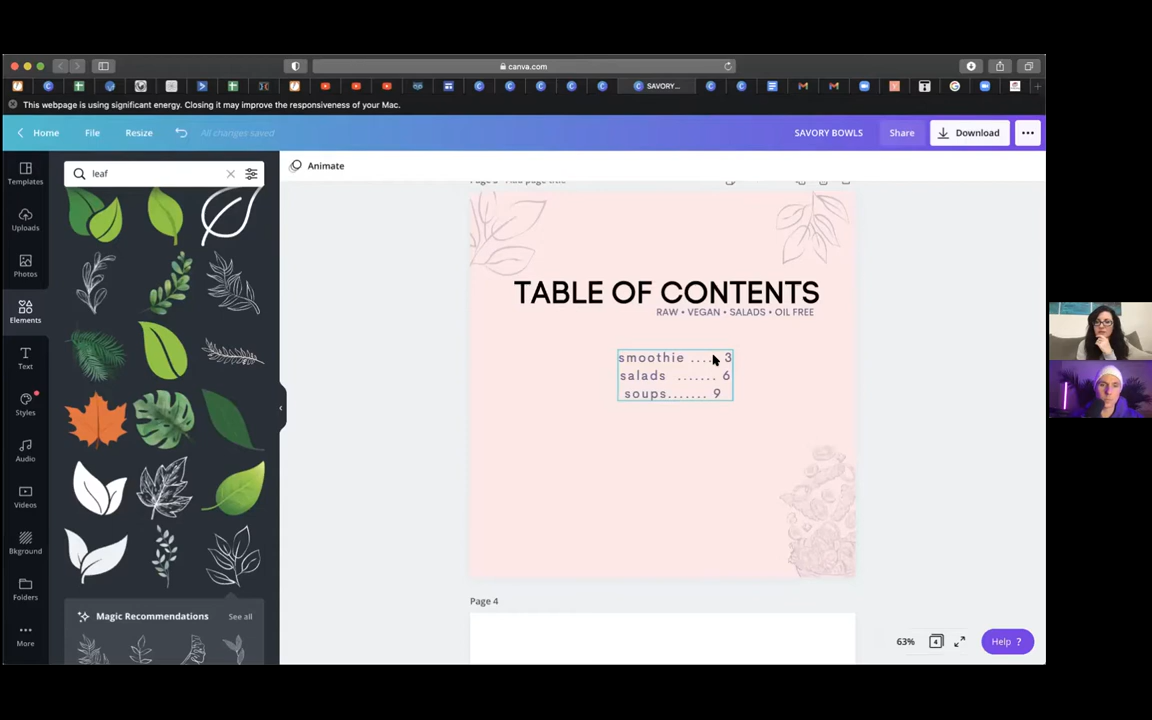 canva.com
SAVORY...
This webpage is using significant energy. Closing it may improve the responsiveness of your Mac.
Home
File
Resize
All changes saved
SAVORY BOWLS
Share
Download
Templates
Uploads
Photos
Elements
Text
Styles
Audio
Videos
Bkground
Folders
More
leaf
Magic Recommendations
See all
Animate
TABLE OF CONTENTS
RAW • VEGAN • SALADS • OIL FREE
smoothie .... 3
salads ....... 6
soups....... 9
Page 4
63%
4
Help ?